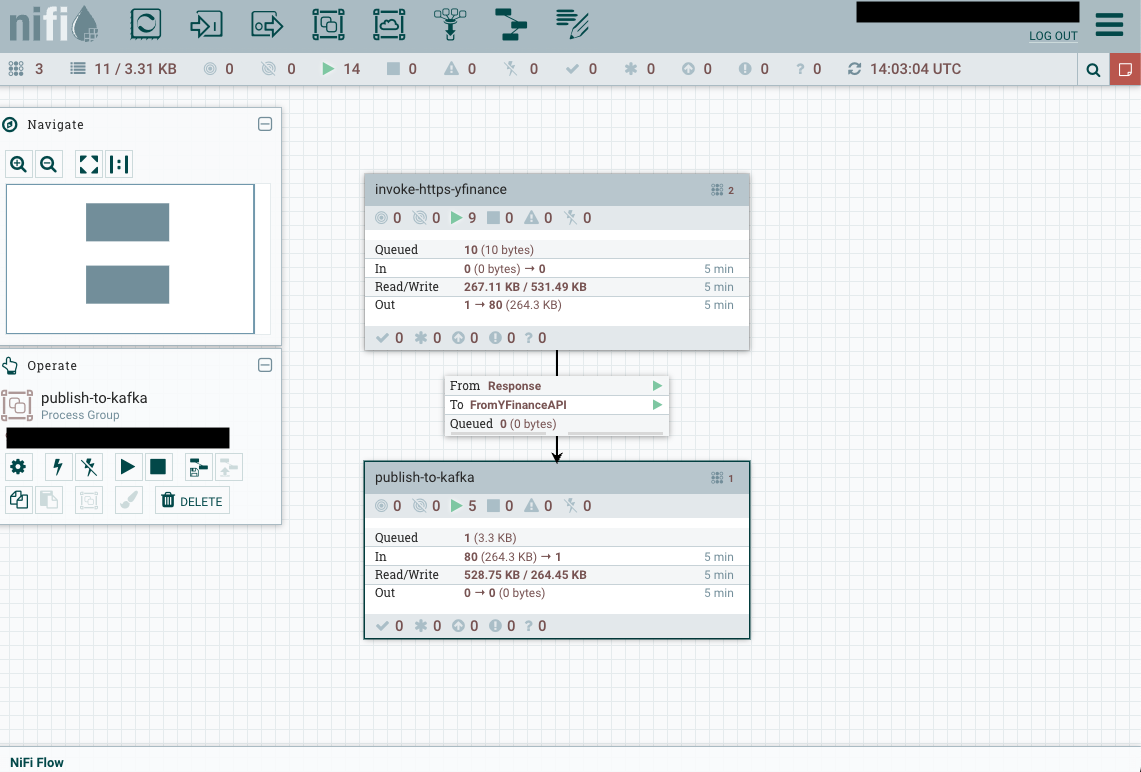 nifi
LOG OUT
3 11 / 3.31 KB 0 0 14 0 0 0 0 0 0 0 ? 0 14:03:04 UTC
Navigate
Operate
publish-to-kafka
Process Group
DELETE
invoke-https-yfinance 2
0 0 9 0 0 0
Queued 10 (10 bytes)
In 0 (0 bytes) → 0 5 min
Read/Write 267.11 KB / 531.49 KB 5 min
Out 1 → 80 (264.3 KB) 5 min
0 0 0 0 ? 0
From Response
To FromYFinanceAPI
Queued 0 (0 bytes)
publish-to-kafka 1
0 0 5 0 0 0
Queued 1 (3.3 KB)
In 80 (264.3 KB) → 1 5 min
Read/Write 528.75 KB / 264.45 KB 5 min
Out 0 → 0 (0 bytes) 5 min
0 0 0 0 ? 0
NiFi Flow